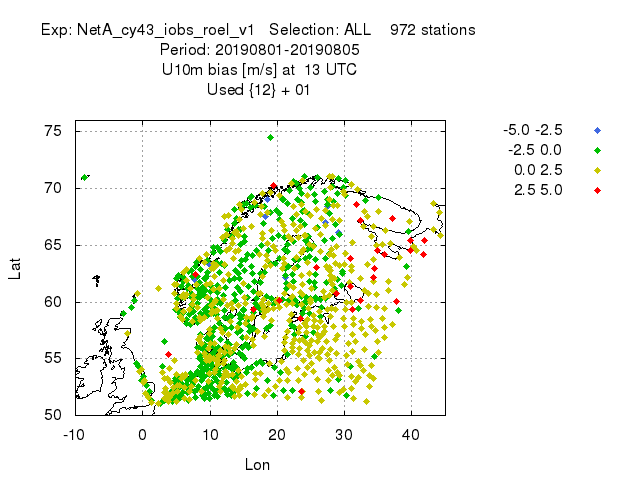 Exp: NetA_cy43_iobs_roel_v1   Selection: ALL    972 stations
Period: 20190801-20190805
U10m bias [m/s] at  13 UTC
Used {12} + 01
-5.0 -2.5
-2.5 0.0
0.0 2.5
2.5 5.0
75
70
65
60
55
50
Lat
-10 0 10 20 30 40
Lon